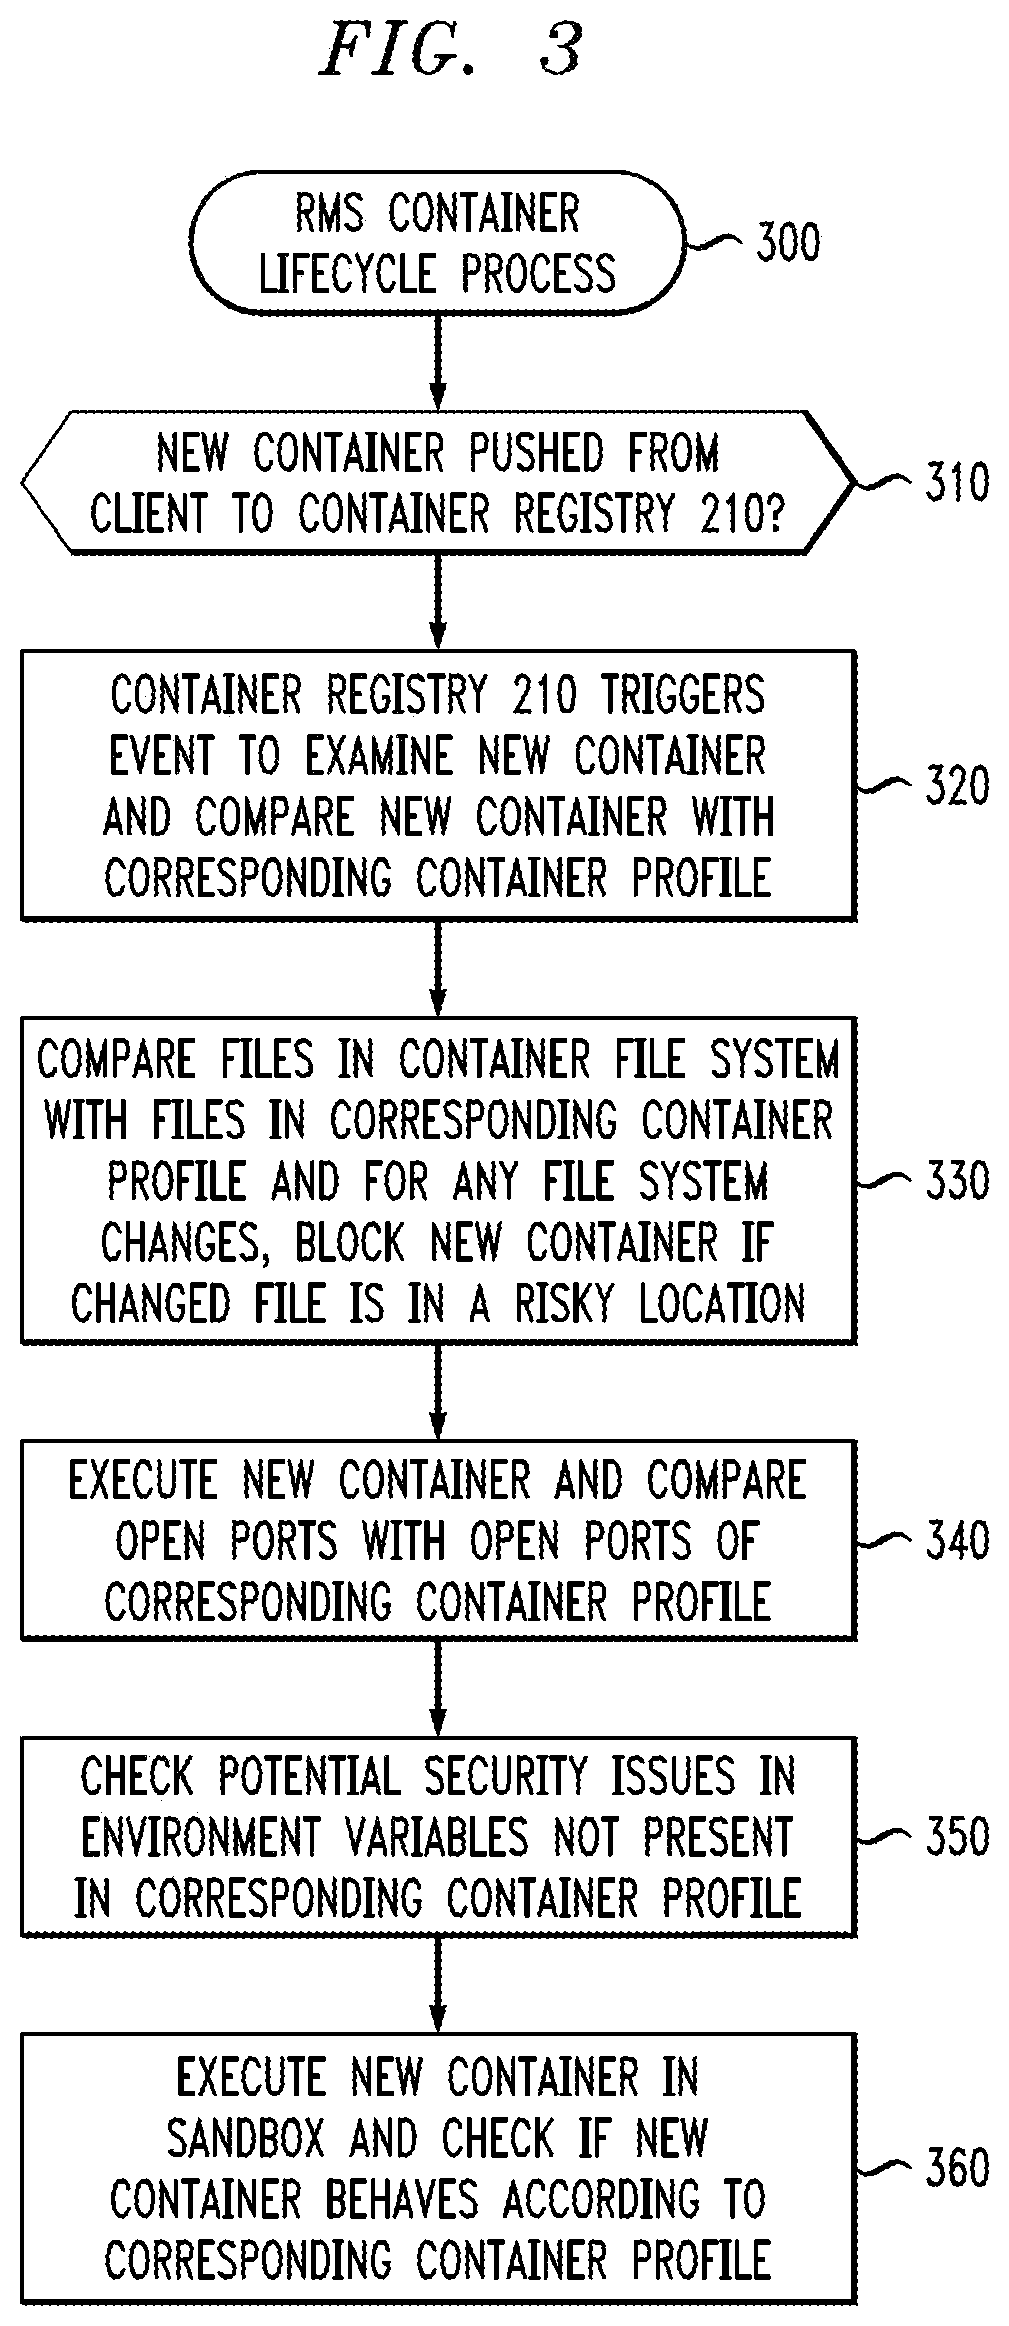 FIG. 3
RMS CONTAINER
LIFECYCLE PROCESS
300
NEW CONTAINER PUSHED FROM
CLIENT TO CONTAINER REGISTRY 210?
310
CONTAINER REGISTRY 210 TRIGGERS
EVENT TO EXAMINE NEW CONTAINER
AND COMPARE NEW CONTAINER WITH
CORRESPONDING CONTAINER PROFILE
320
COMPARE FILES IN CONTAINER FILE SYSTEM
WITH FILES IN CORRESPONDING CONTAINER
PROFILE AND FOR ANY FILE SYSTEM
CHANGES, BLOCK NEW CONTAINER IF
CHANGED FILE IS IN A RISKY LOCATION
330
EXECUTE NEW CONTAINER AND COMPARE
OPEN PORTS WITH OPEN PORTS OF
CORRESPONDING CONTAINER PROFILE
340
CHECK POTENTIAL SECURITY ISSUES IN
ENVIRONMENT VARIABLES NOT PRESENT
IN CORRESPONDING CONTAINER PROFILE
350
EXECUTE NEW CONTAINER IN
SANDBOX AND CHECK IF NEW
CONTAINER BEHAVES ACCORDING TO
CORRESPONDING CONTAINER PROFILE
360